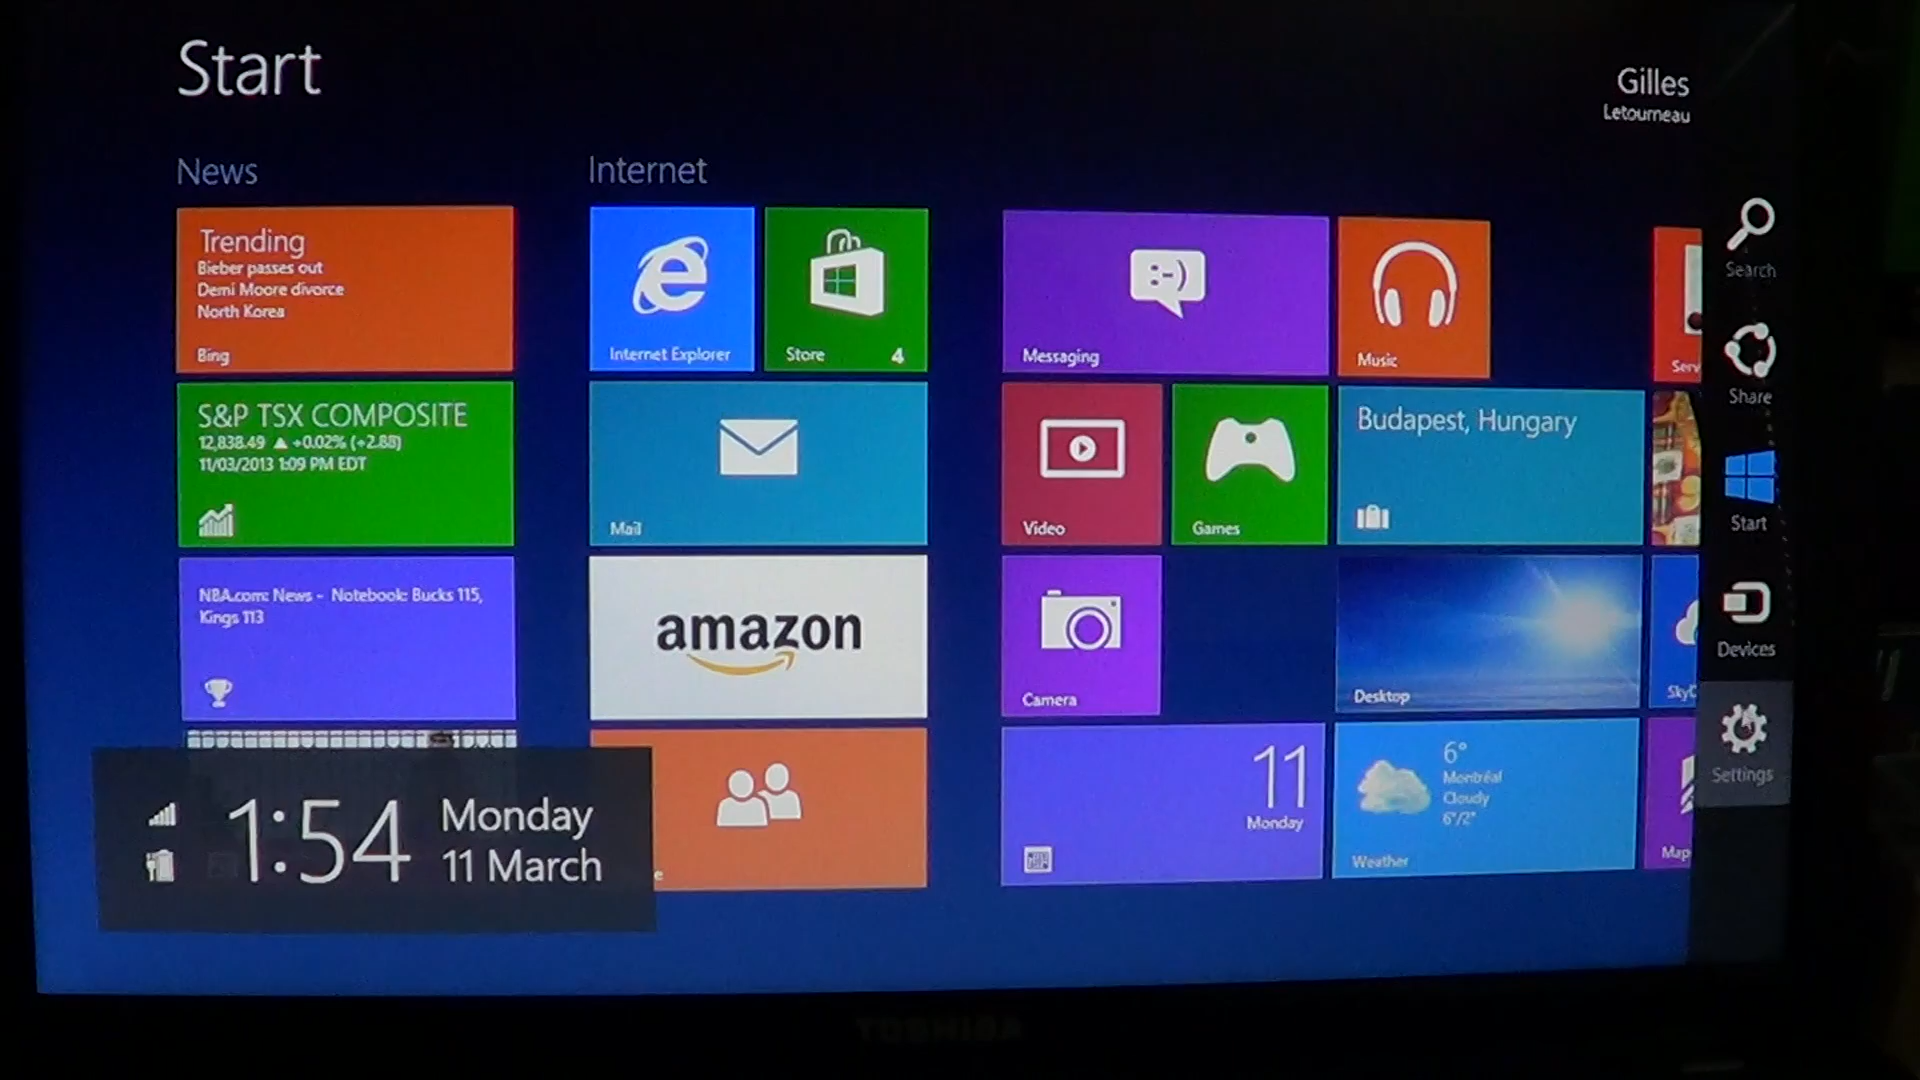 Start
Gilles
Letourneau
News
Internet
Trending
Bieber passes out
Demi Moore divorce
North Korea
Bing
Internet Explorer
Store 4
Messaging
Music
Serv
Search
S&P TSX COMPOSITE
12,838.49 ▲ +0.02% (+2.88)
11/03/2013 1:09 PM EDT
Mail
Video
Games
Budapest, Hungary
Share
Start
NBA.com: News - Notebook: Bucks 115,
Kings 113
amazon
Camera
Desktop
Devices
1:54
Monday
11 March
e
11
Monday
6°
Montréal
Cloudy
6°/2°
Weather
Map
Settings
TOSHIBA